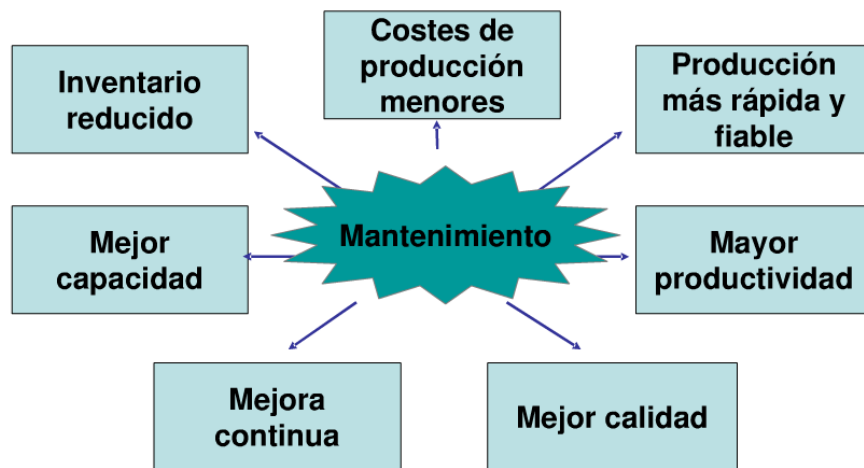 Costes de
producción
menores
Inventario
reducido
Producción
más rápida y
fiable
Mantenimiento
Mejor
capacidad
Mayor
productividad
Mejora
continua
Mejor calidad